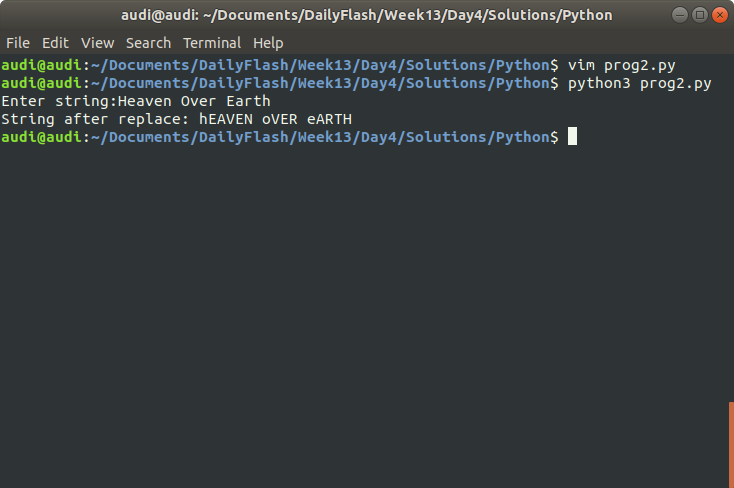 audi@audi: ~/Documents/DailyFlash/Week13/Day4/Solutions/Python
File Edit View Search Terminal Help
audi@audi:~/Documents/DailyFlash/Week13/Day4/Solutions/Python$ vim prog2.py
audi@audi:~/Documents/DailyFlash/Week13/Day4/Solutions/Python$ python3 prog2.py
Enter string:Heaven Over Earth
String after replace: hEAVEN oVER eARTH
audi@audi:~/Documents/DailyFlash/Week13/Day4/Solutions/Python$